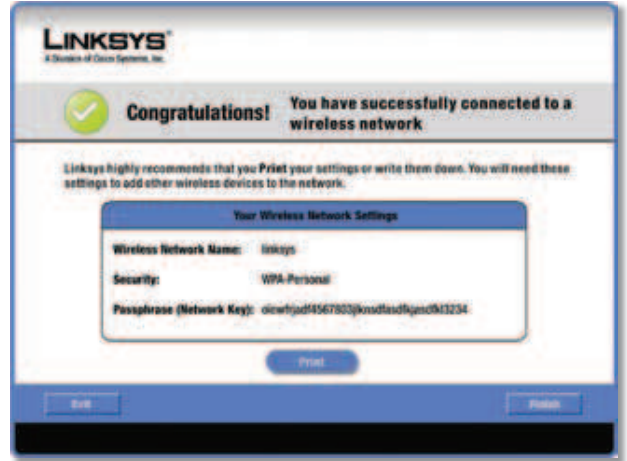 LINKSYS®
A Division of Cisco Systems, Inc.
Congratulations!
You have successfully connected to a
wireless network
Linksys highly recommends that you Print your settings or write them down. You will need these
settings to add other wireless devices to the network.
Your Wireless Network Settings
Wireless Network Name: linksys
Security: WPA-Personal
Passphrase (Network Key):
Print
Exit
Finish